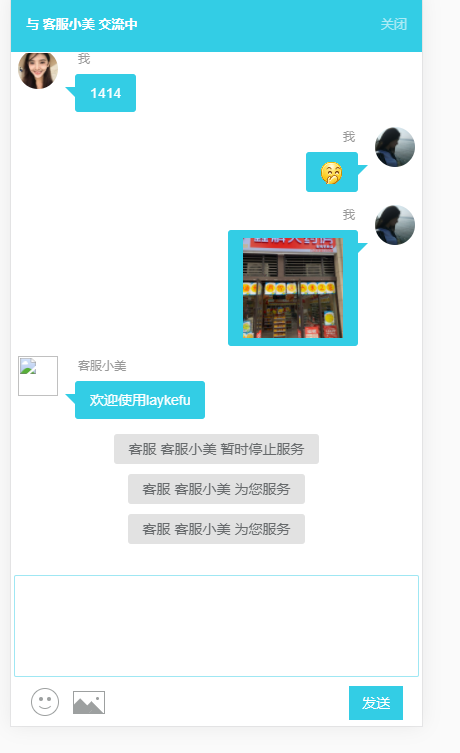 与 客服小美 交流中
关闭
我
1414
我
我
大药房
客服小美
欢迎使用laykefu
客服 客服小美 暂时停止服务
客服 客服小美 为您服务
客服 客服小美 为您服务
发送